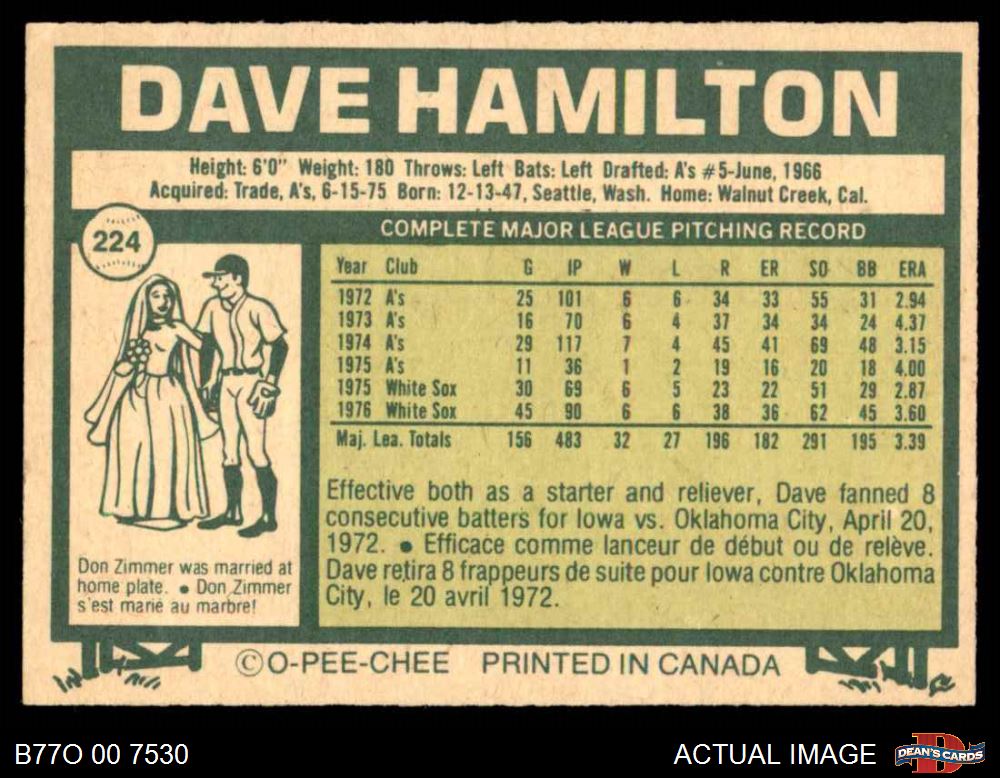 DAVE HAMILTON
Height: 6'0" Weight: 180 Throws: Left Bats: Left Drafted: A's #5-June, 1966
Acquired: Trade, A's, 6-15-75 Born: 12-13-47, Seattle, Wash. Home: Walnut Creek, Cal.
224
COMPLETE MAJOR LEAGUE PITCHING RECORD
Year Club G IP W L R ER SO BB ERA
1972 A's 25 101 6 6 34 33 55 31 2.94
1973 A's 16 70 6 4 37 34 34 24 4.37
1974 A's 29 117 7 4 45 41 69 48 3.15
1975 A's 11 36 1 2 19 16 20 18 4.00
1975 White Sox 30 69 6 5 23 22 51 29 2.87
1976 White Sox 45 90 6 6 38 36 62 45 3.60
Maj. Lea. Totals 156 483 32 27 196 182 291 195 3.39
Effective both as a starter and reliever, Dave fanned 8
consecutive batters for Iowa vs. Oklahoma City, April 20,
1972. • Efficace comme lanceur de début ou de relève.
Dave retira 8 frappeurs de suite pour Iowa contre Oklahoma
City, le 20 avril 1972.
Don Zimmer was married at
home plate. • Don Zimmer
s'est marié au marbre!
©O-PEE-CHEE PRINTED IN CANADA
B77O 00 7530
ACTUAL IMAGE
DEAN'S CARDS